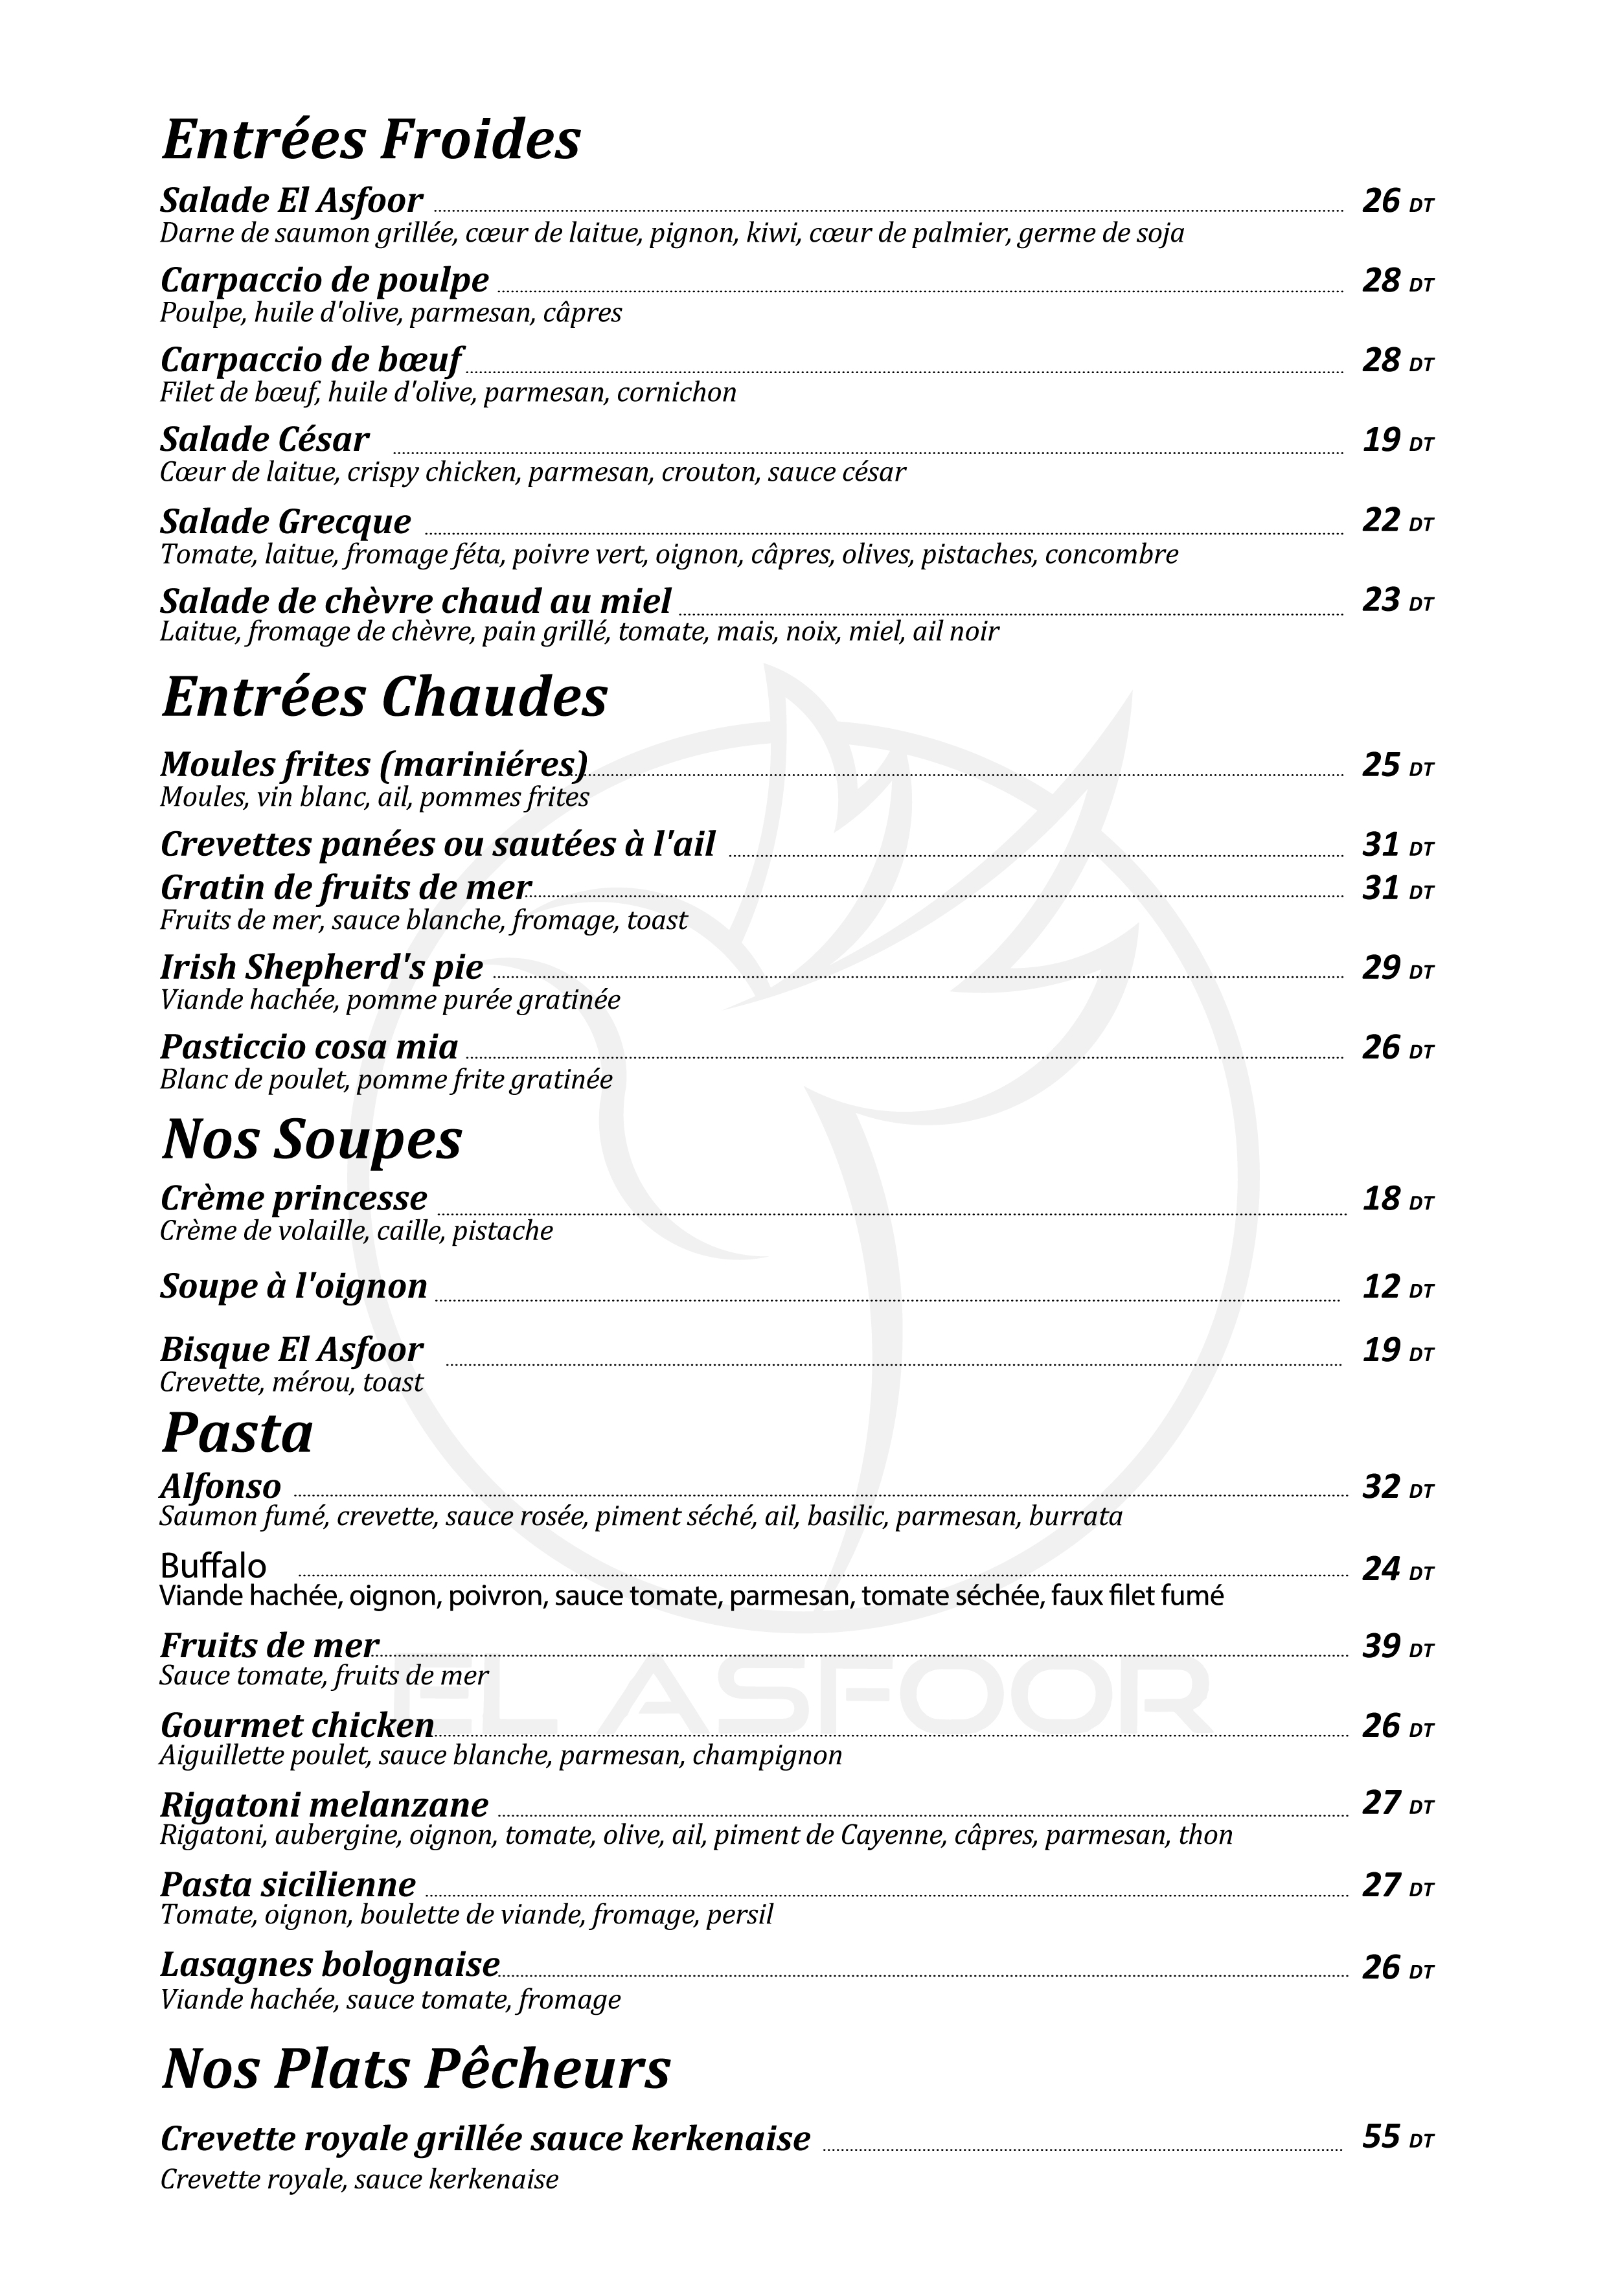 Entrées Froides
Salade El Asfoor 26 DT
Darne de saumon grillée, cœur de laitue, pignon, kiwi, cœur de palmier, germe de soja
Carpaccio de poulpe 28 DT
Poulpe, huile d'olive, parmesan, câpres
Carpaccio de bœuf 28 DT
Filet de bœuf, huile d'olive, parmesan, cornichon
Salade César 19 DT
Cœur de laitue, crispy chicken, parmesan, crouton, sauce césar
Salade Grecque 22 DT
Tomate, laitue, fromage féta, poivre vert, oignon, câpres, olives, pistaches, concombre
Salade de chèvre chaud au miel 23 DT
Laitue, fromage de chèvre, pain grillé, tomate, mais, noix, miel, ail noir
Entrées Chaudes
Moules frites (mariniéres) 25 DT
Moules, vin blanc, ail, pommes frites
Crevettes panées ou sautées à l'ail 31 DT
Gratin de fruits de mer 31 DT
Fruits de mer, sauce blanche, fromage, toast
Irish Shepherd's pie 29 DT
Viande hachée, pomme purée gratinée
Pasticcio cosa mia 26 DT
Blanc de poulet, pomme frite gratinée
Nos Soupes
Crème princesse 18 DT
Crème de volaille, caille, pistache
Soupe à l'oignon 12 DT
Bisque El Asfoor 19 DT
Crevette, mérou, toast
Pasta
Alfonso 32 DT
Saumon fumé, crevette, sauce rosée, piment séché, ail, basilic, parmesan, burrata
Buffalo 24 DT
Viande hachée, oignon, poivron, sauce tomate, parmesan, tomate séchée, faux filet fumé
Fruits de mer 39 DT
Sauce tomate, fruits de mer
EL ASFOOR
Gourmet chicken 26 DT
Aiguillette poulet, sauce blanche, parmesan, champignon
Rigatoni melanzane 27 DT
Rigatoni, aubergine, oignon, tomate, olive, ail, piment de Cayenne, câpres, parmesan, thon
Pasta sicilienne 27 DT
Tomate, oignon, boulette de viande, fromage, persil
Lasagnes bolognaise 26 DT
Viande hachée, sauce tomate, fromage
Nos Plats Pêcheurs
Crevette royale grillée sauce kerkenaise 55 DT
Crevette royale, sauce kerkenaise